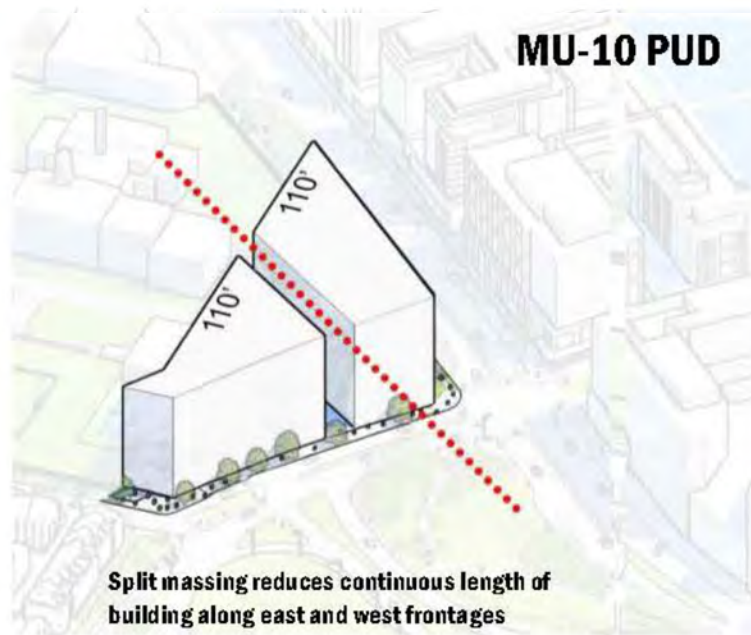 MU-10 PUD
110'
110'
Split massing reduces continuous length of
building along east and west frontages